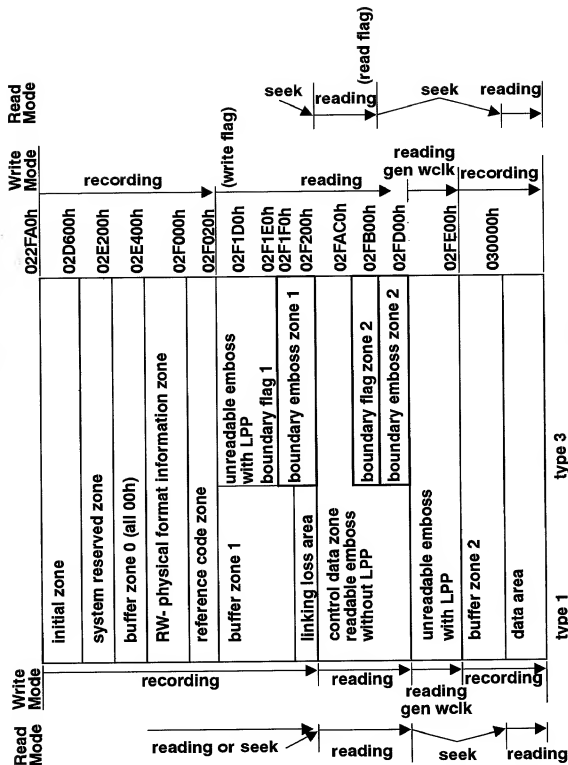 Read
Mode
Write
Mode
022FA0h
02D600h
02E200h
02E400h
02F000h
02F020h
02F1D0h
02F1E0h
02F1F0h
02F200h
02FAC0h
02FB00h
02FD00h
02FE00h
030000h
recording
(write flag)
reading
reading
gen wclk
recording
seek
reading
(read flag)
seek
reading
initial zone
system reserved zone
buffer zone 0 (all 00h)
RW- physical format information zone
reference code zone
buffer zone 1
linking loss area
unreadable emboss
with LPP
boundary flag 1
boundary emboss zone 1
control data zone
readable emboss
without LPP
boundary flag zone 2
boundary emboss zone 2
unreadable emboss
with LPP
buffer zone 2
data area
type 1
type 3
Write
Mode
recording
reading
reading
gen wclk
recording
Read
Mode
reading or seek
reading
seek
reading